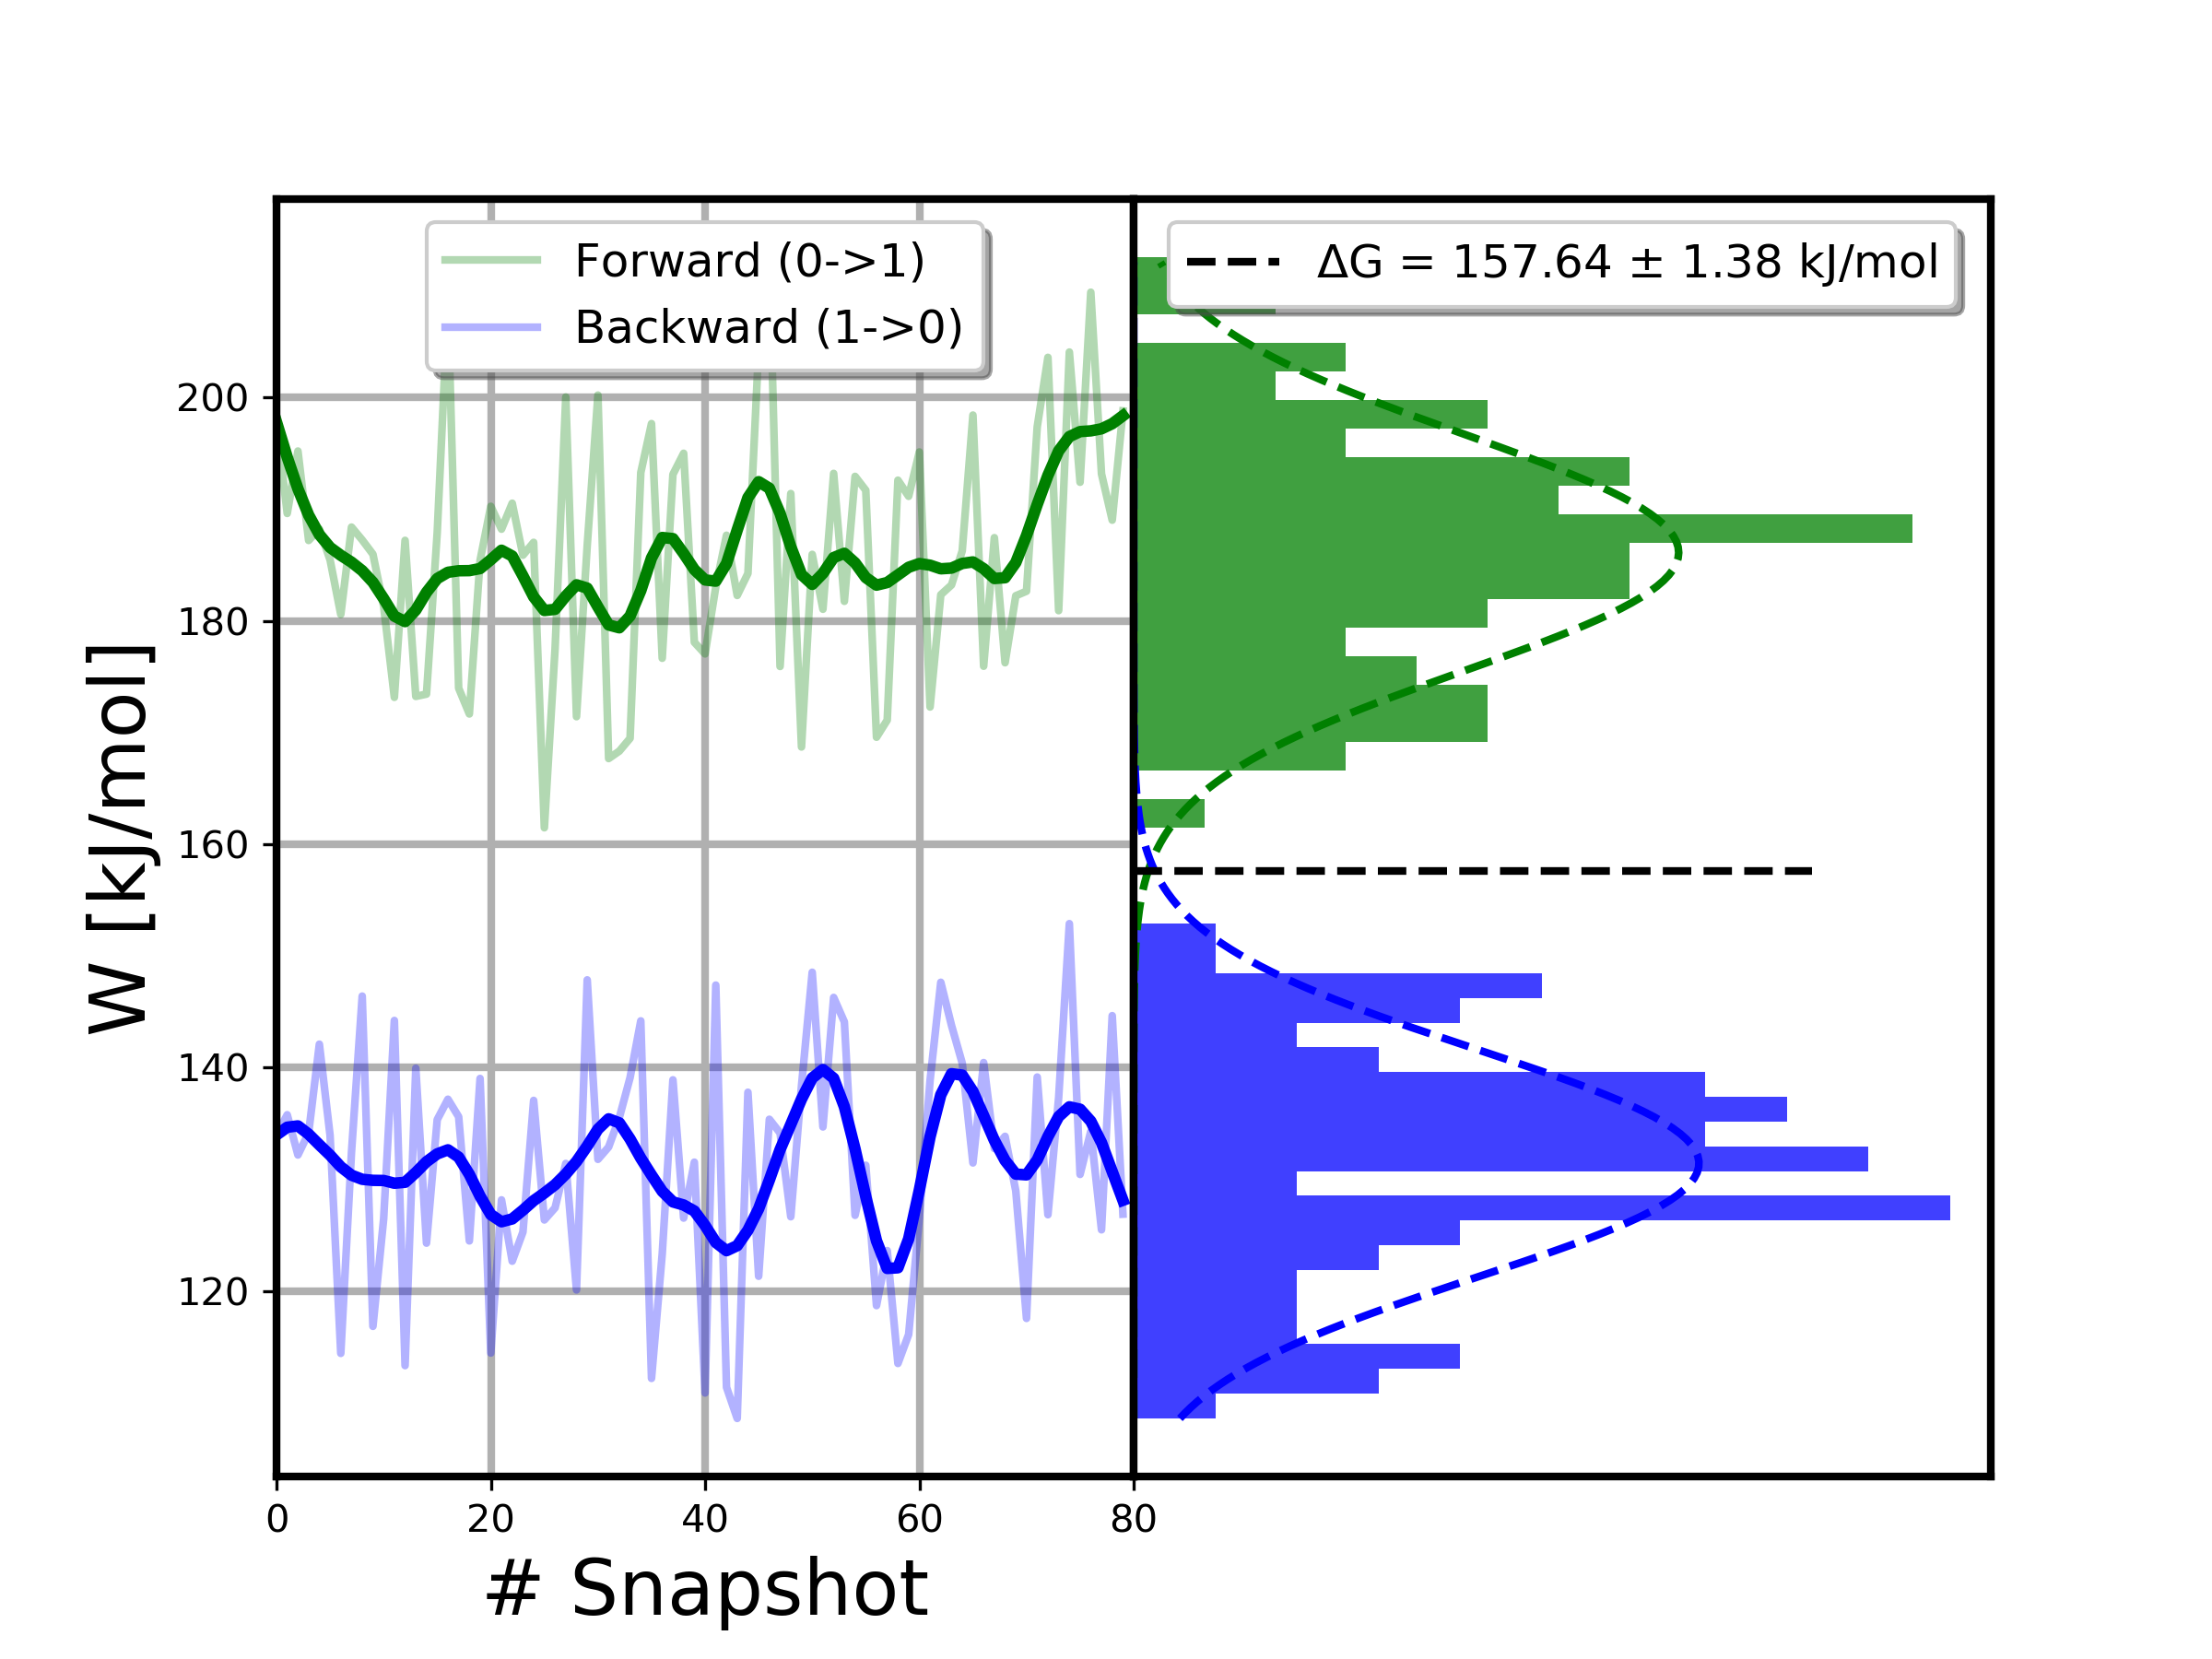 Forward (0->1)
Backward (1->0)
ΔG = 157.64 ± 1.38 kJ/mol
W [kJ/mol]
200
180
160
140
120
0 20 40 60 80
# Snapshot